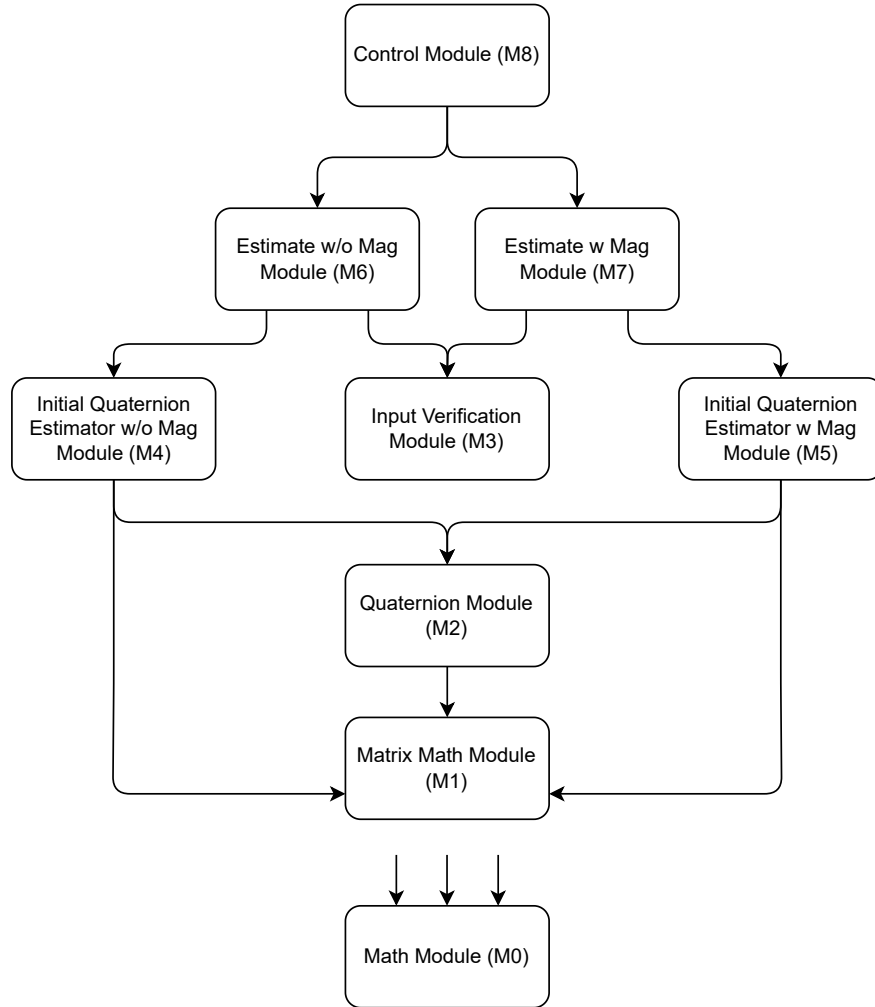 Control Module (M8)
Estimate w/o Mag
Module (M6)
Estimate w Mag
Module (M7)
Initial Quaternion
Estimator w/o Mag
Module (M4)
Input Verification
Module (M3)
Initial Quaternion
Estimator w Mag
Module (M5)
Quaternion Module
(M2)
Matrix Math Module
(M1)
Math Module (M0)